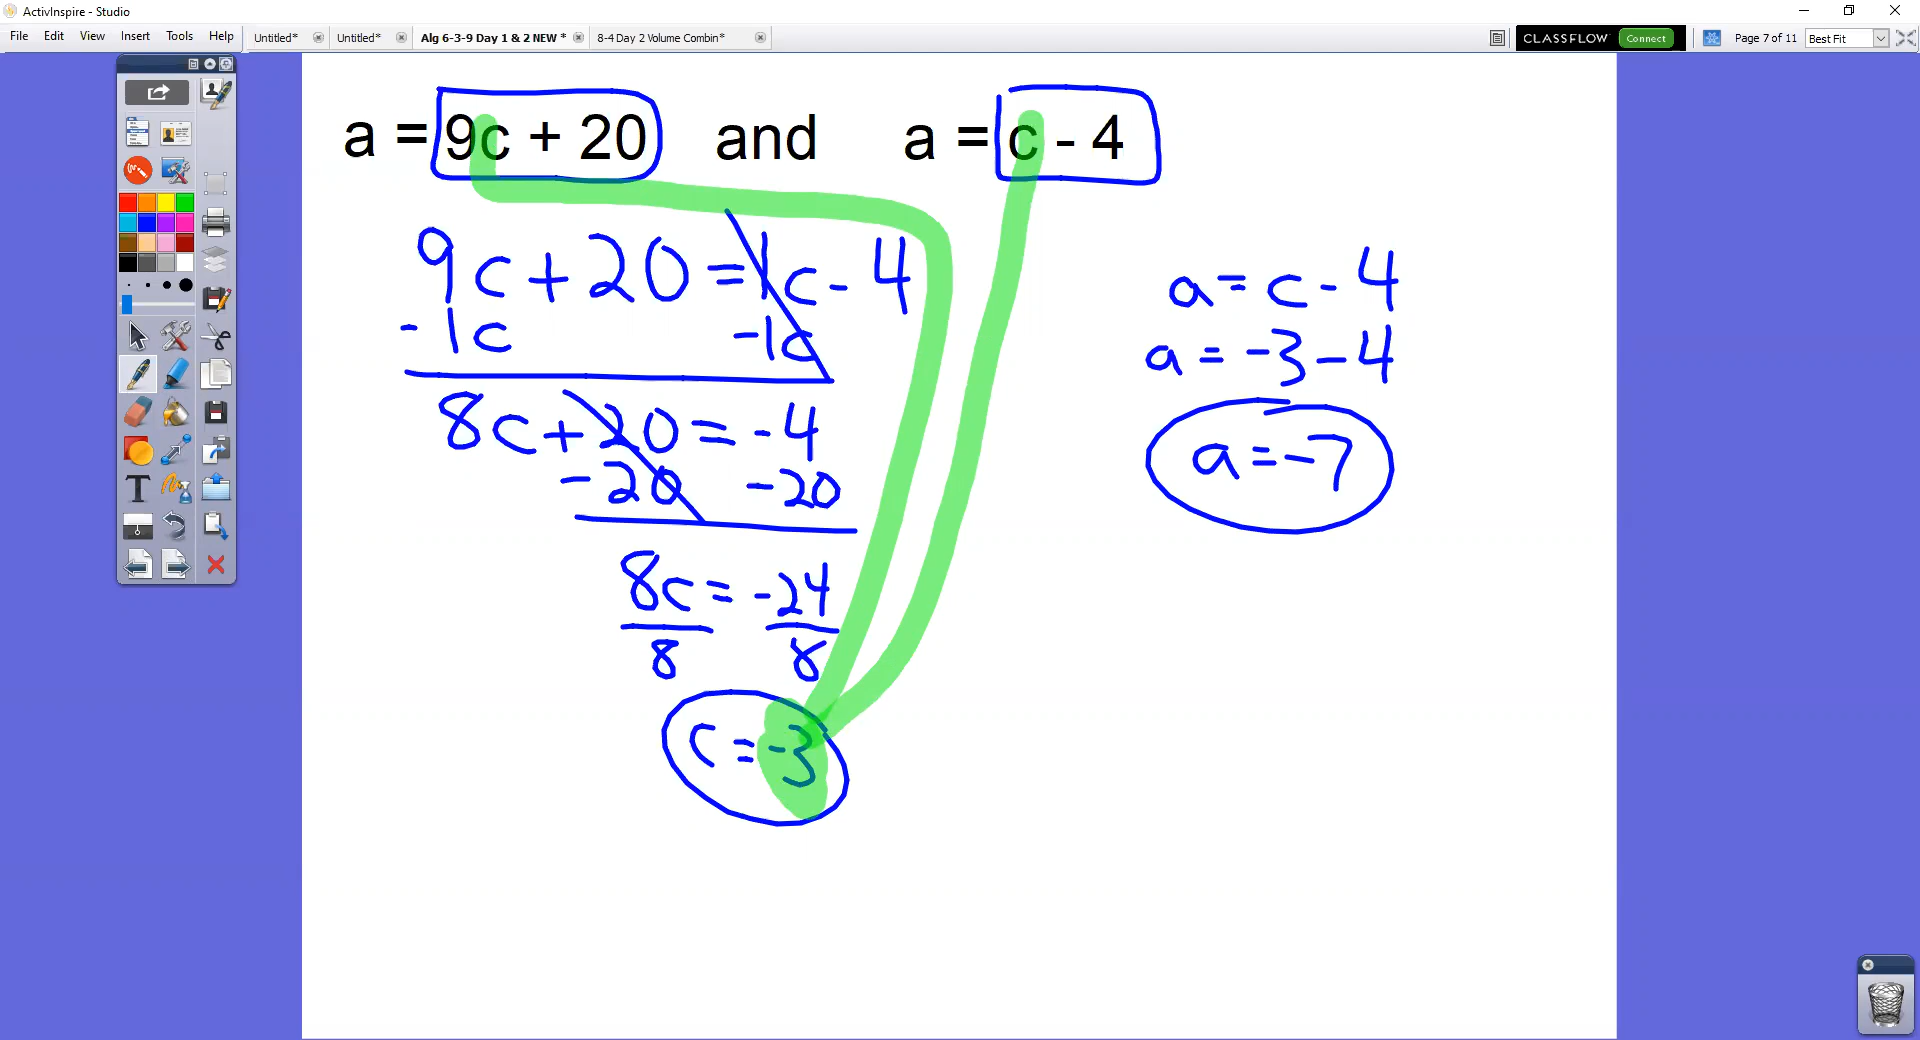 ActivInspire - Studio
File Edit View Insert Tools Help
Untitled* Untitled* Alg 6-3-9 Day 1 & 2 NEW * 8-4 Day 2 Volume Combin*
CLASSFLOW Connect Page 7 of 11 Best Fit
a = 9c + 20 and a = c - 4
9c + 20 = 1c - 4
- 1c - 1c
8c + 20 = - 4
- 20 - 20
8c = - 24
8 8
c = - 3
a = c - 4
a = - 3 - 4
a = - 7
T